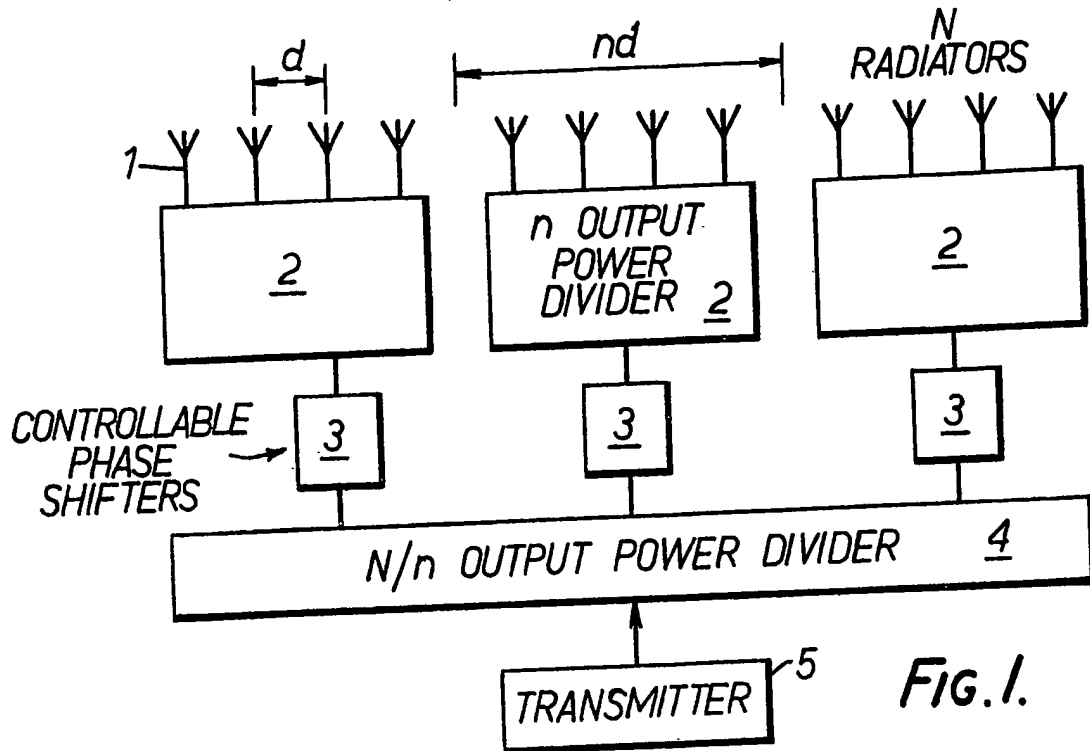 d
nd
N
RADIATORS
1
2
n OUTPUT
POWER
DIVIDER 2
2
CONTROLLABLE
PHASE
SHIFTERS
3
3
3
N/n OUTPUT POWER DIVIDER 4
TRANSMITTER
5
FIG. 1.